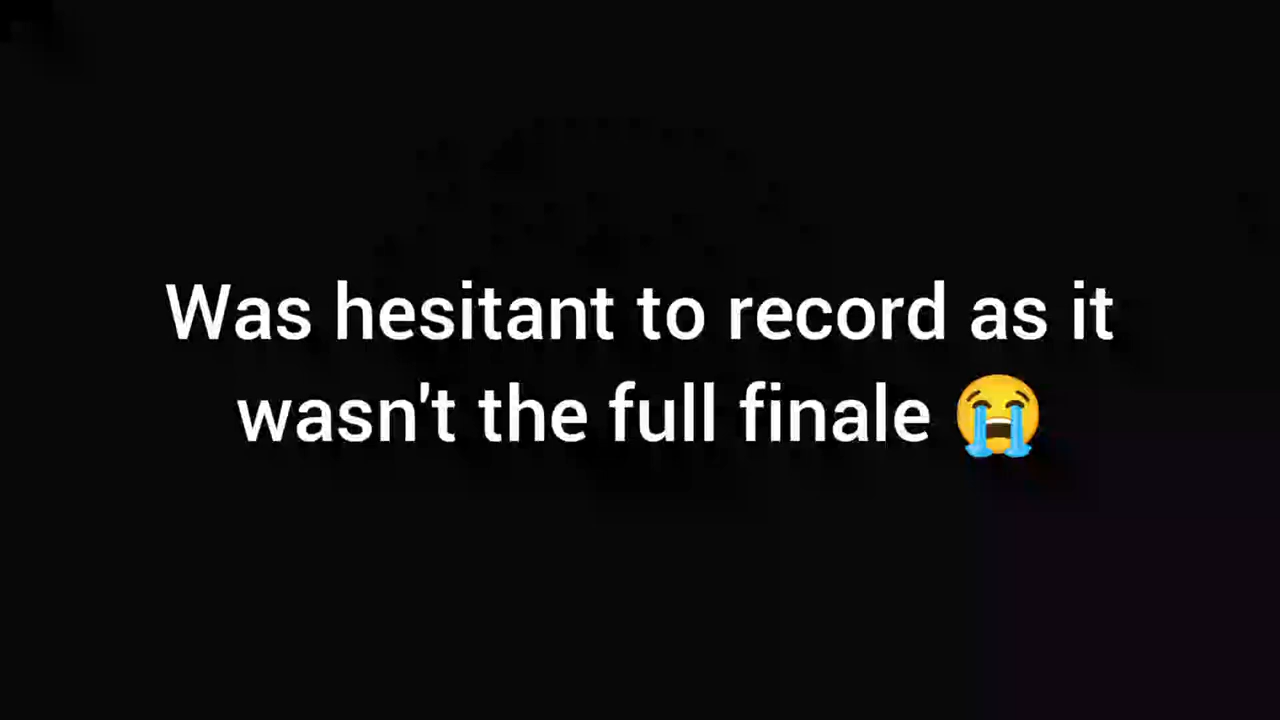 Was hesitant to record as it
wasn't the full finale 😭